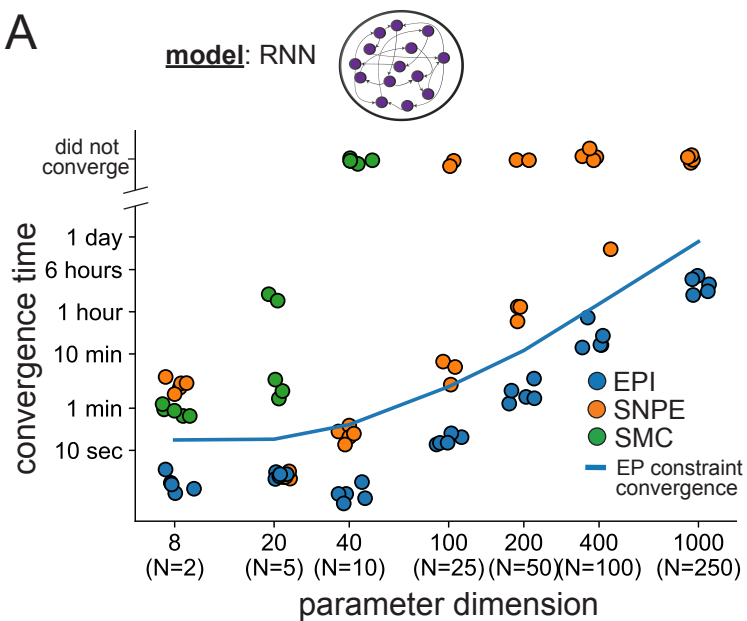 A
model: RNN
did not
converge
1 day
6 hours
1 hour
10 min
1 min
10 sec
convergence time
EPI
SNPE
SMC
EP constraint
convergence
8 20 40 100 200 400 1000
(N=2) (N=5) (N=10) (N=25) (N=50) (N=100) (N=250)
parameter dimension